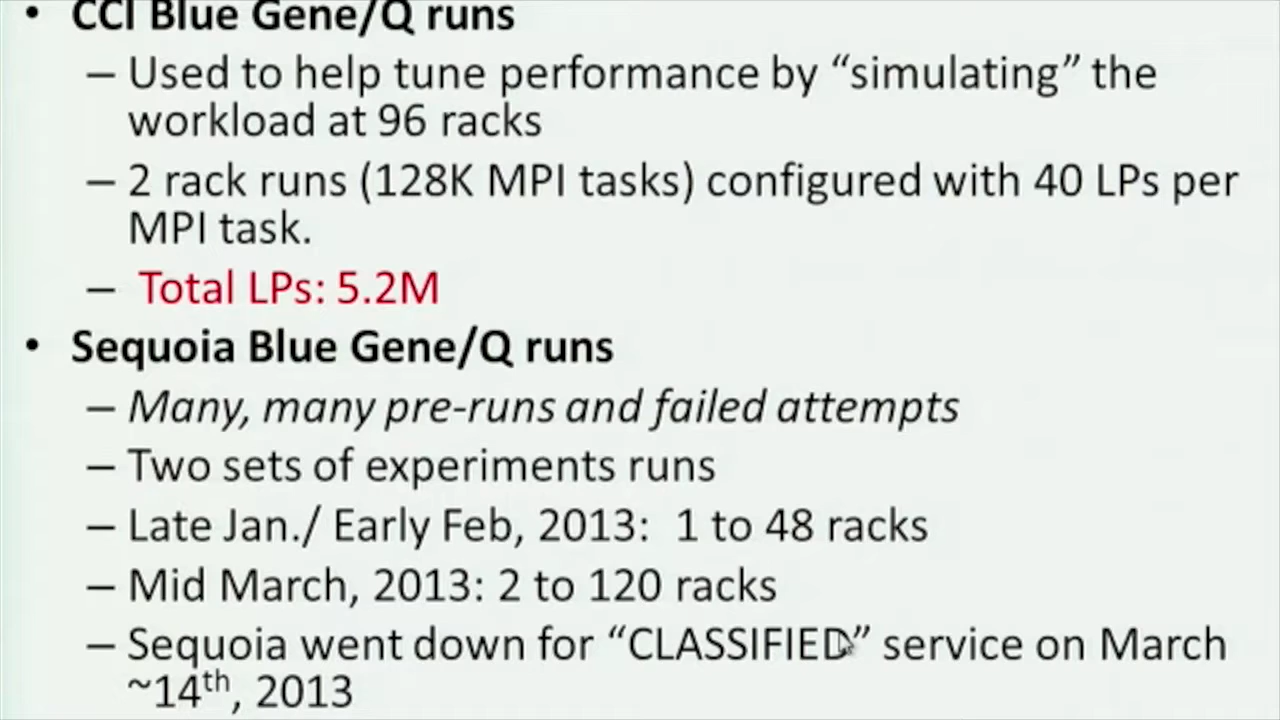 • CCI Blue Gene/Q runs
– Used to help tune performance by “simulating” the
workload at 96 racks
– 2 rack runs (128K MPI tasks) configured with 40 LPs per
MPI task.
– Total LPs: 5.2M
• Sequoia Blue Gene/Q runs
– Many, many pre-runs and failed attempts
– Two sets of experiments runs
– Late Jan./ Early Feb, 2013: 1 to 48 racks
– Mid March, 2013: 2 to 120 racks
– Sequoia went down for “CLASSIFIED” service on March
~14th, 2013